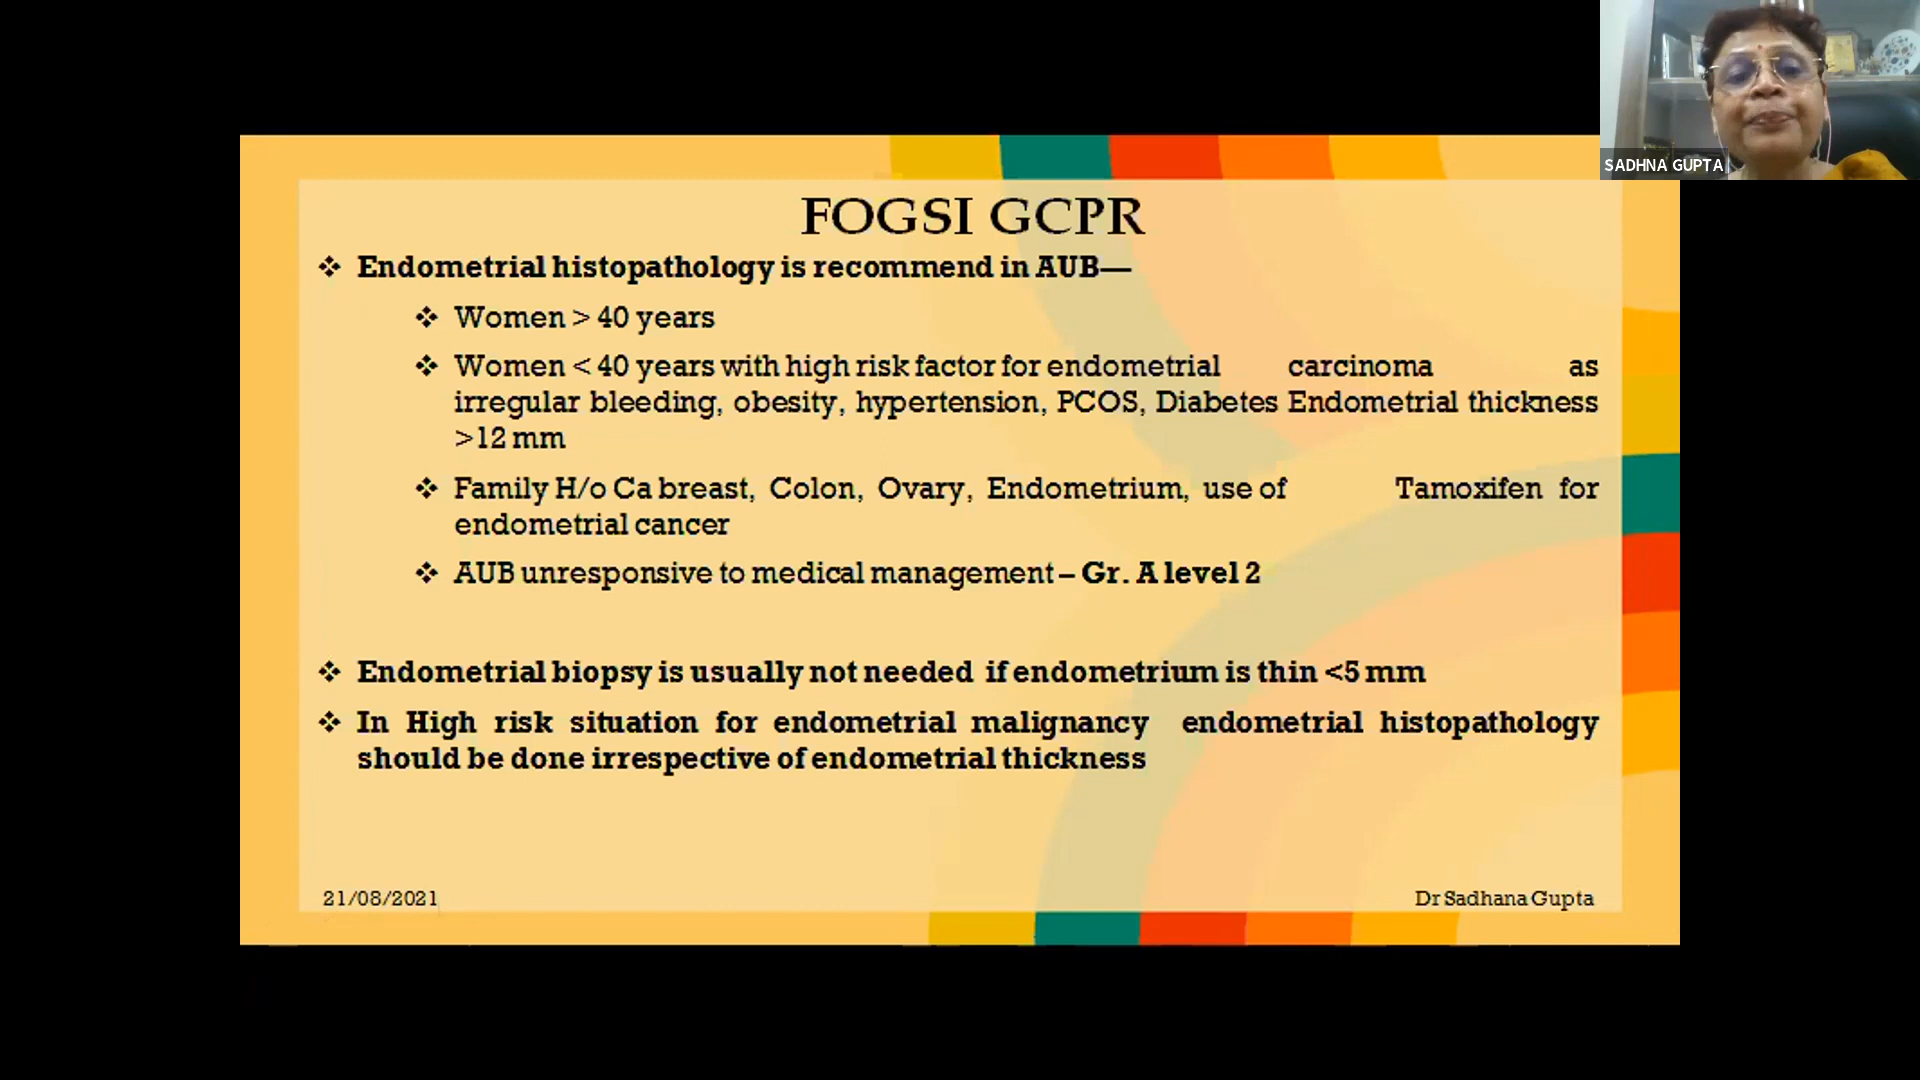 SADHNA GUPTA
FOGSI GCPR
❖ Endometrial histopathology is recommend in AUB—
❖ Women > 40 years
❖ Women < 40 years with high risk factor for endometrial carcinoma as
irregular bleeding, obesity, hypertension, PCOS, Diabetes Endometrial thickness
>12 mm
❖ Family H/o Ca breast, Colon, Ovary, Endometrium, use of Tamoxifen for
endometrial cancer
❖ AUB unresponsive to medical management – Gr. A level 2
❖ Endometrial biopsy is usually not needed if endometrium is thin <5 mm
❖ In High risk situation for endometrial malignancy endometrial histopathology
should be done irrespective of endometrial thickness
21/08/2021
Dr Sadhana Gupta